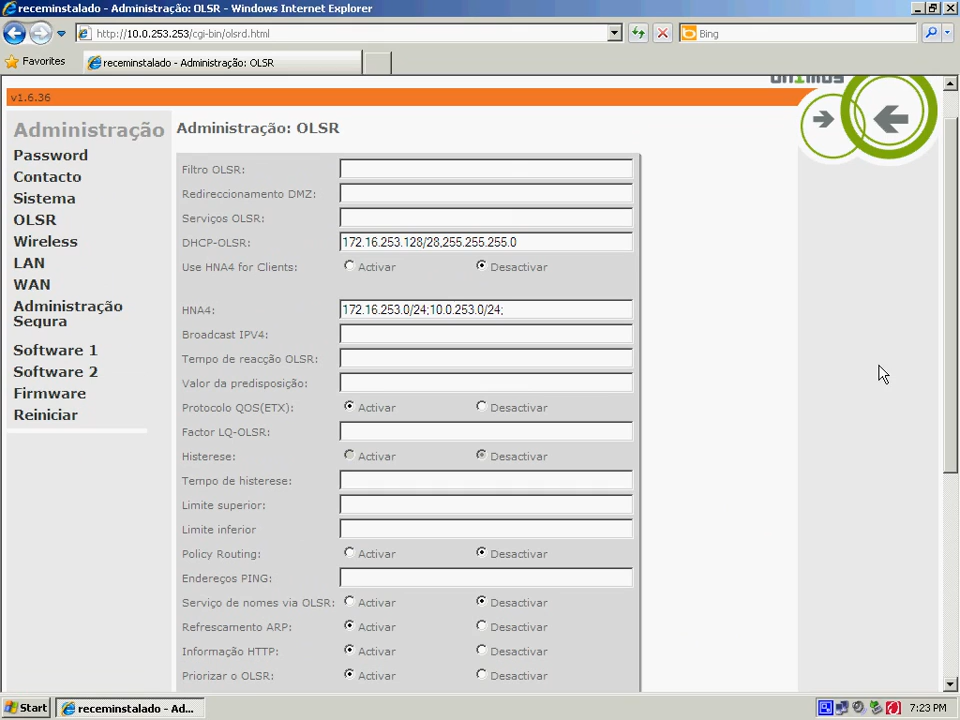 receminstalado - Administração: OLSR - Windows Internet Explorer
http://10.0.253.253/cgi-bin/olsrd.html
Bing
Favorites
receminstalado - Administração: OLSR
v1.6.36
Administração
Password
Contacto
Sistema
OLSR
Wireless
LAN
WAN
Administração
Segura
Software 1
Software 2
Firmware
Reiniciar
Administração: OLSR
Filtro OLSR:
Redireccionamento DMZ:
Serviços OLSR:
DHCP-OLSR: 172.16.253.128/28,255.255.255.0
Use HNA4 for Clients: Activar Desactivar
HNA4: 172.16.253.0/24;10.0.253.0/24;
Broadcast IPV4:
Tempo de reacção OLSR:
Valor da predisposição:
Protocolo QOS(ETX): Activar Desactivar
Factor LQ-OLSR:
Histerese: Activar Desactivar
Tempo de histerese:
Limite superior:
Limite inferior
Policy Routing: Activar Desactivar
Endereços PING:
Serviço de nomes via OLSR: Activar Desactivar
Refrescamento ARP: Activar Desactivar
Informação HTTP: Activar Desactivar
Priorizar o OLSR: Activar Desactivar
Start
receminstalado - Ad...
7:23 PM